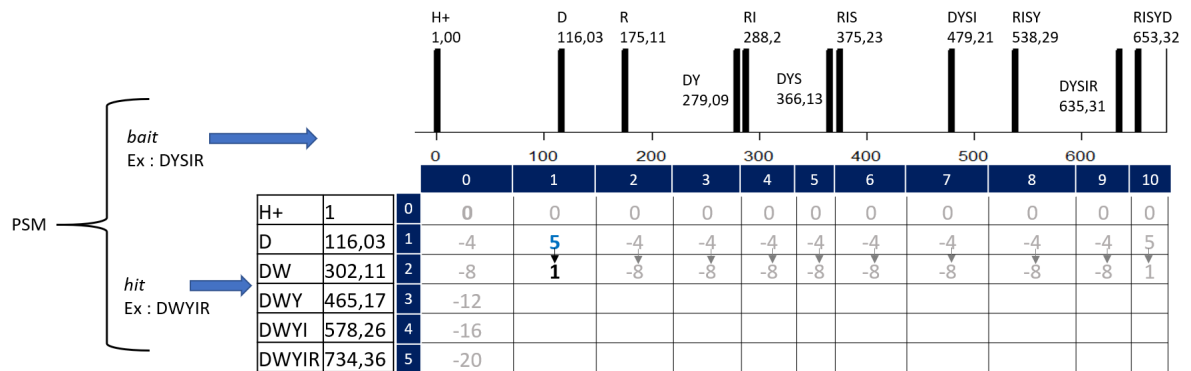 H+ D R RI RIS DYSI RISY RISYD
1,00 116,03 175,11 288,2 375,23 479,21 538,29 653,32
DY DYS DYSIR
279,09 366,13 635,31
bait
Ex : DYSIR
0 100 200 300 400 500 600
0 1 2 3 4 5 6 7 8 9 10
H+ 1 0 0 0 0 0 0 0 0 0 0 0 0
D 116,03 1 -4 5 -4 -4 -4 -4 -4 -4 -4 -4 5
PSM
DW 302,11 2 -8 1 -8 -8 -8 -8 -8 -8 -8 -8 1
hit
Ex : DWYIR
DWY 465,17 3 -12
DWYI 578,26 4 -16
DWYIR 734,36 5 -20